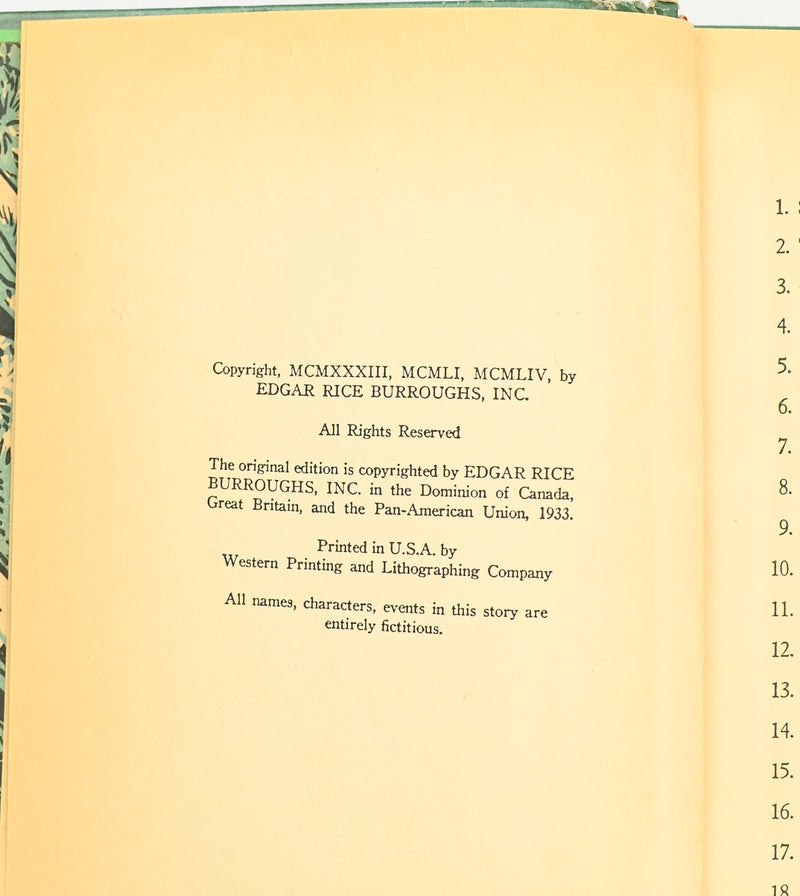 Copyright, MCMXXXIII, MCMLI, MCMLIV, by
EDGAR RICE BURROUGHS, INC.
All Rights Reserved
The original edition is copyrighted by EDGAR RICE
BURROUGHS, INC. in the Dominion of Canada,
Great Britain, and the Pan-American Union, 1933.
Printed in U.S.A. by
Western Printing and Lithographing Company
All names, characters, events in this story are
entirely fictitious.
1.
2.
3.
4.
5.
6.
7.
8.
9.
10.
11.
12.
13.
14.
15.
16.
17.
18